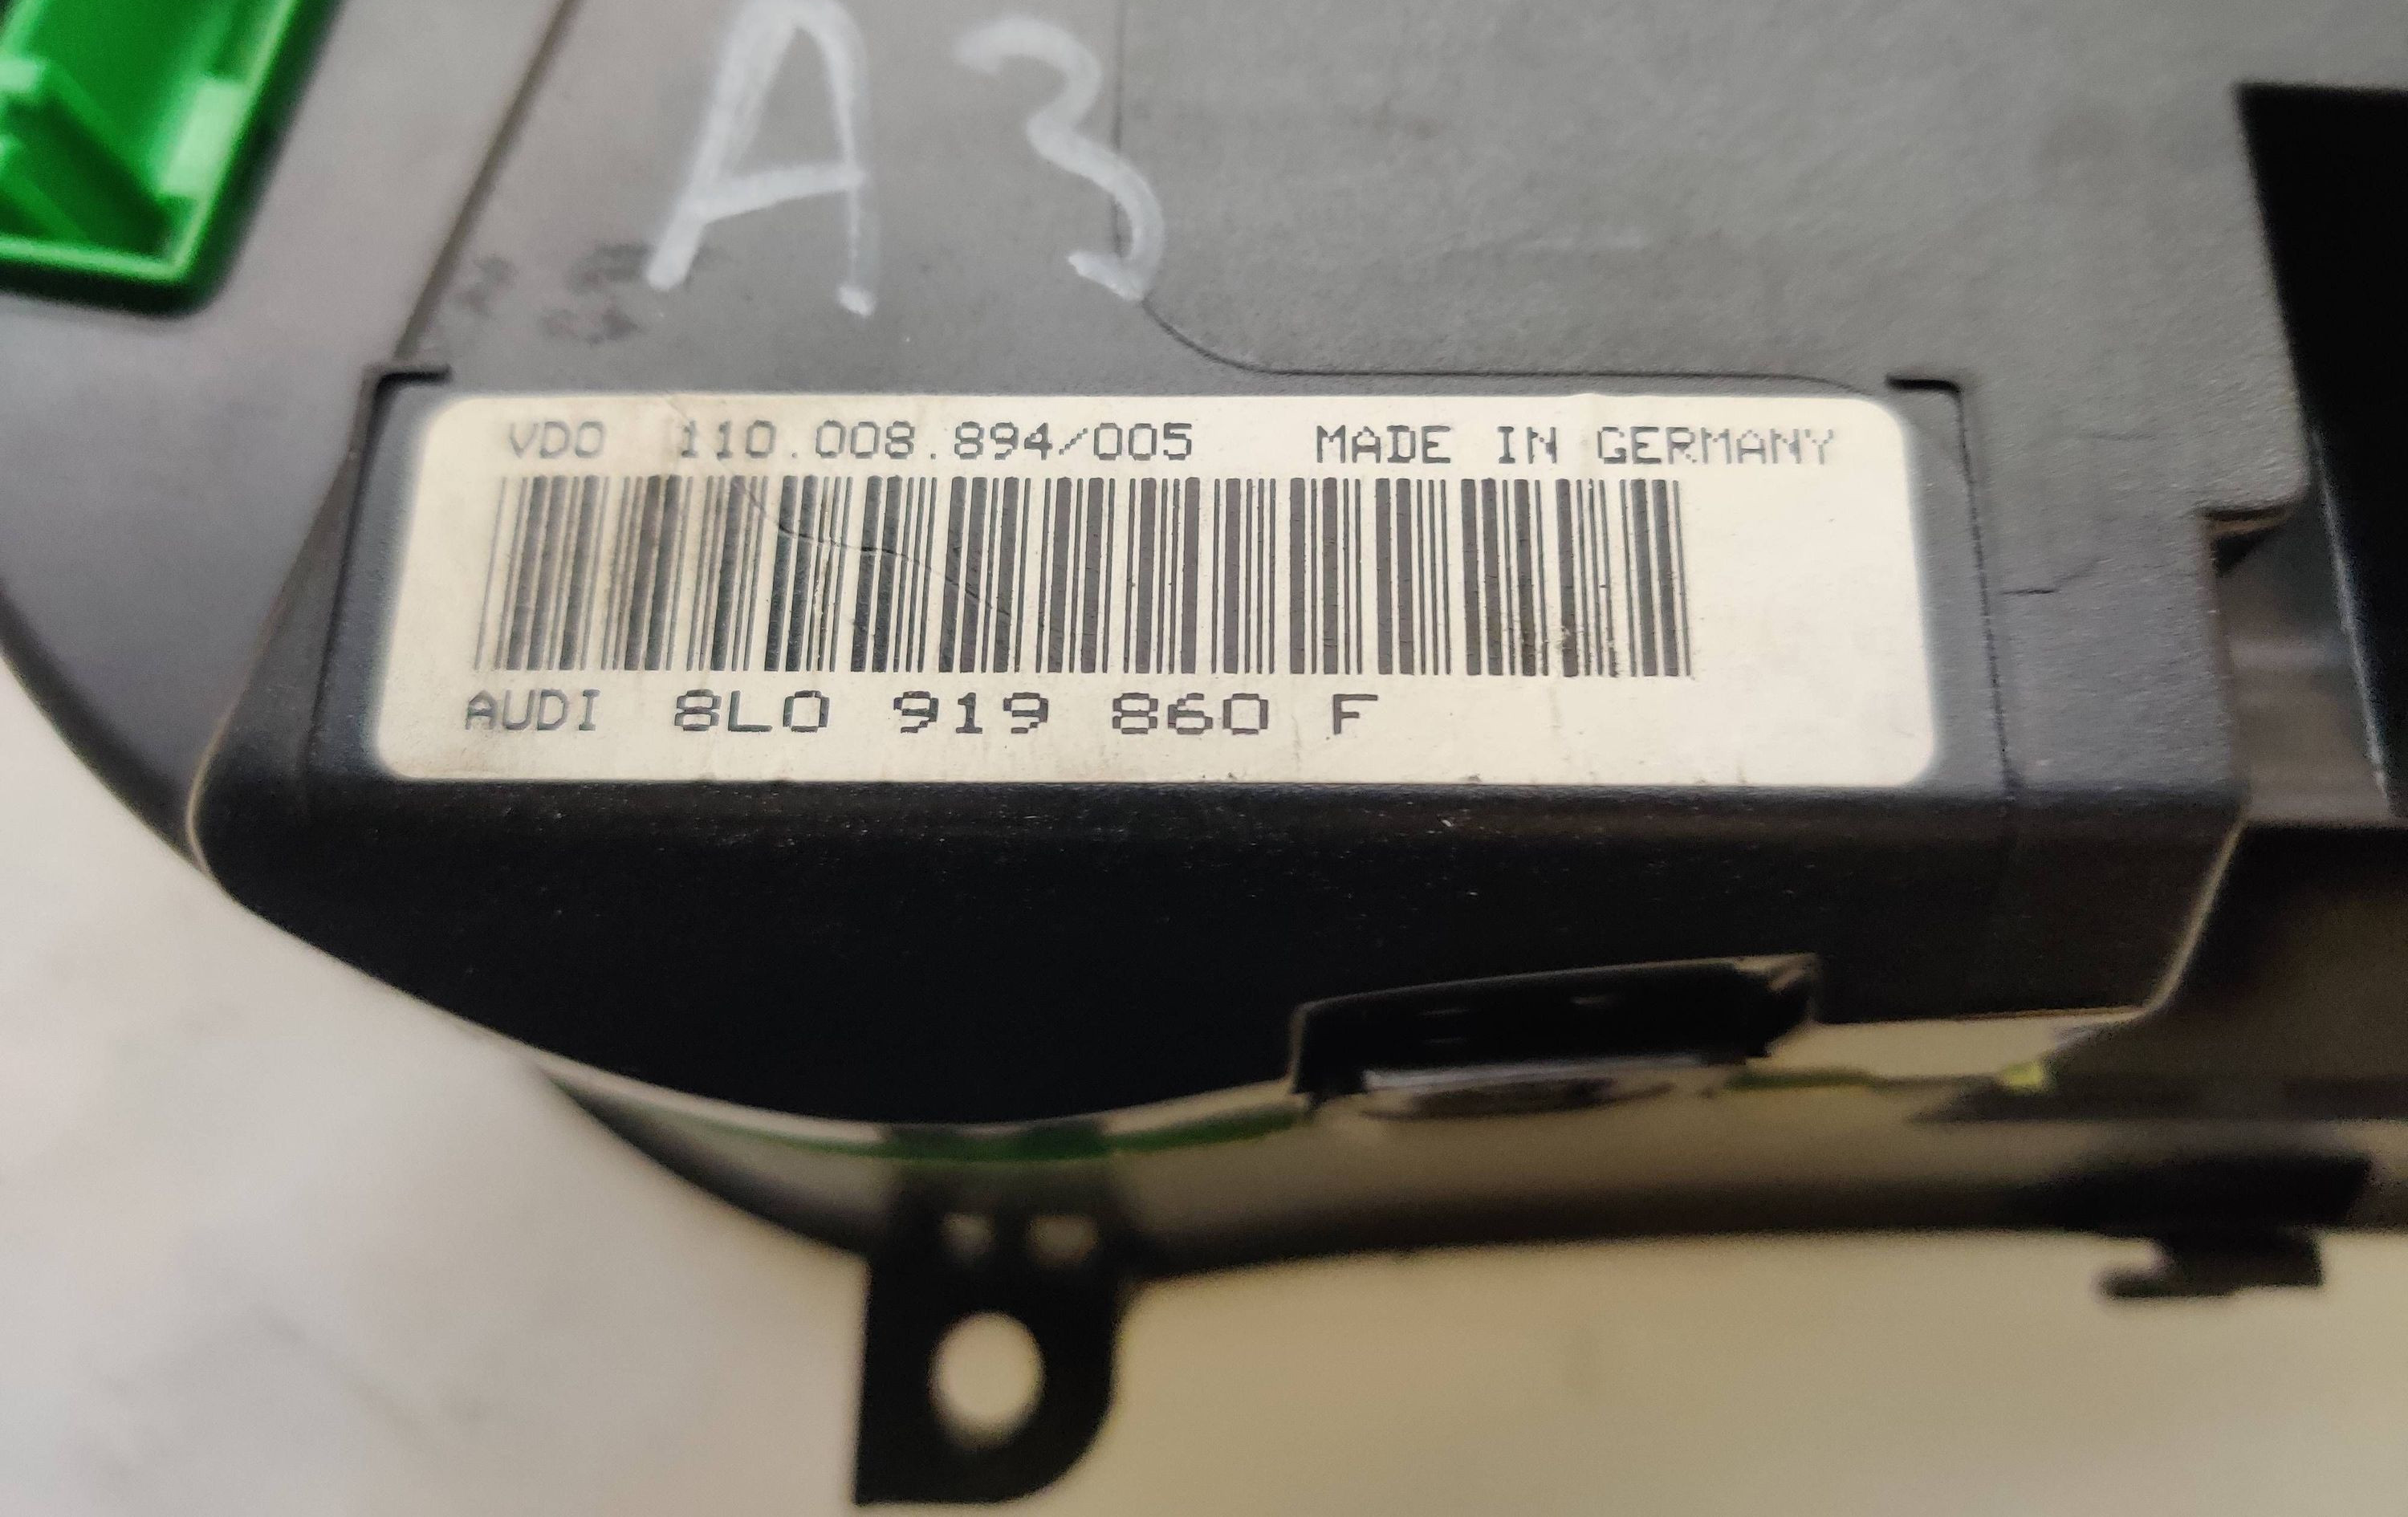 A3
VDO 110.008.894/005 MADE IN GERMANY
AUDI 8L0 919 860 F